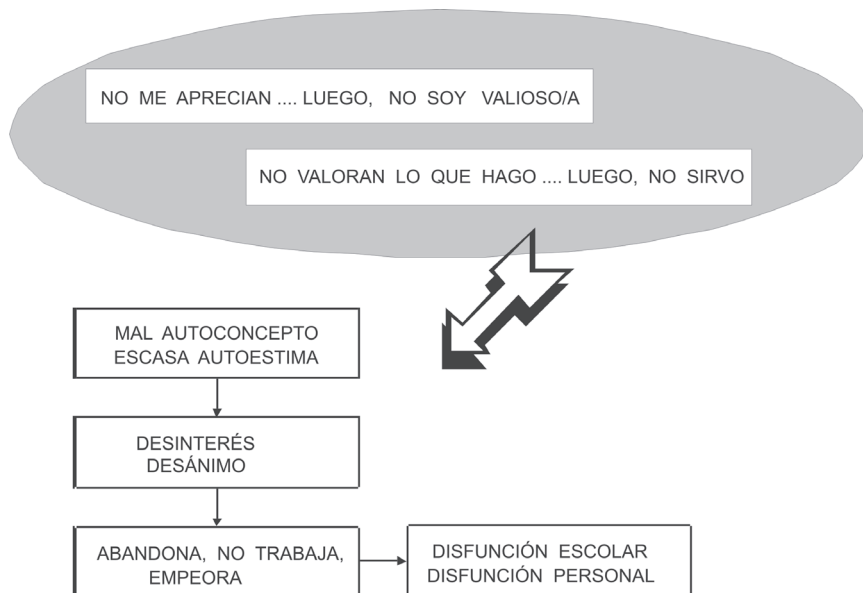 NO ME APRECIAN .... LUEGO, NO SOY VALIOSO/A
NO VALORAN LO QUE HAGO .... LUEGO, NO SIRVO
MAL AUTOCONCEPTO
ESCASA AUTOESTIMA
DESINTERÉS
DESÁNIMO
ABANDONA, NO TRABAJA,
EMPEORA
DISFUNCIÓN ESCOLAR
DISFUNCIÓN PERSONAL